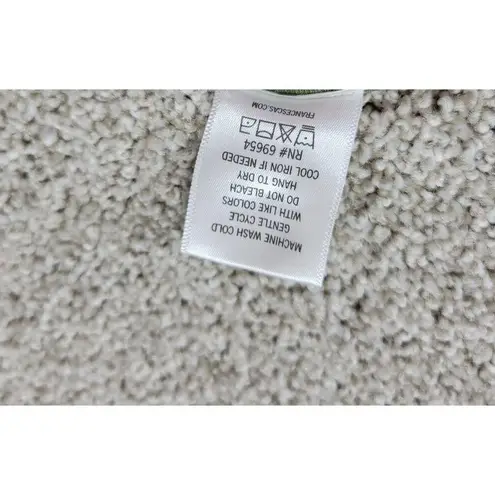 MACHINE WASH COLD
GENTLE CYCLE
WITH LIKE COLORS
DO NOT BLEACH
HANG TO DRY
COOL IRON IF NEEDED
RN# 69654
FRANCESCAS.COM